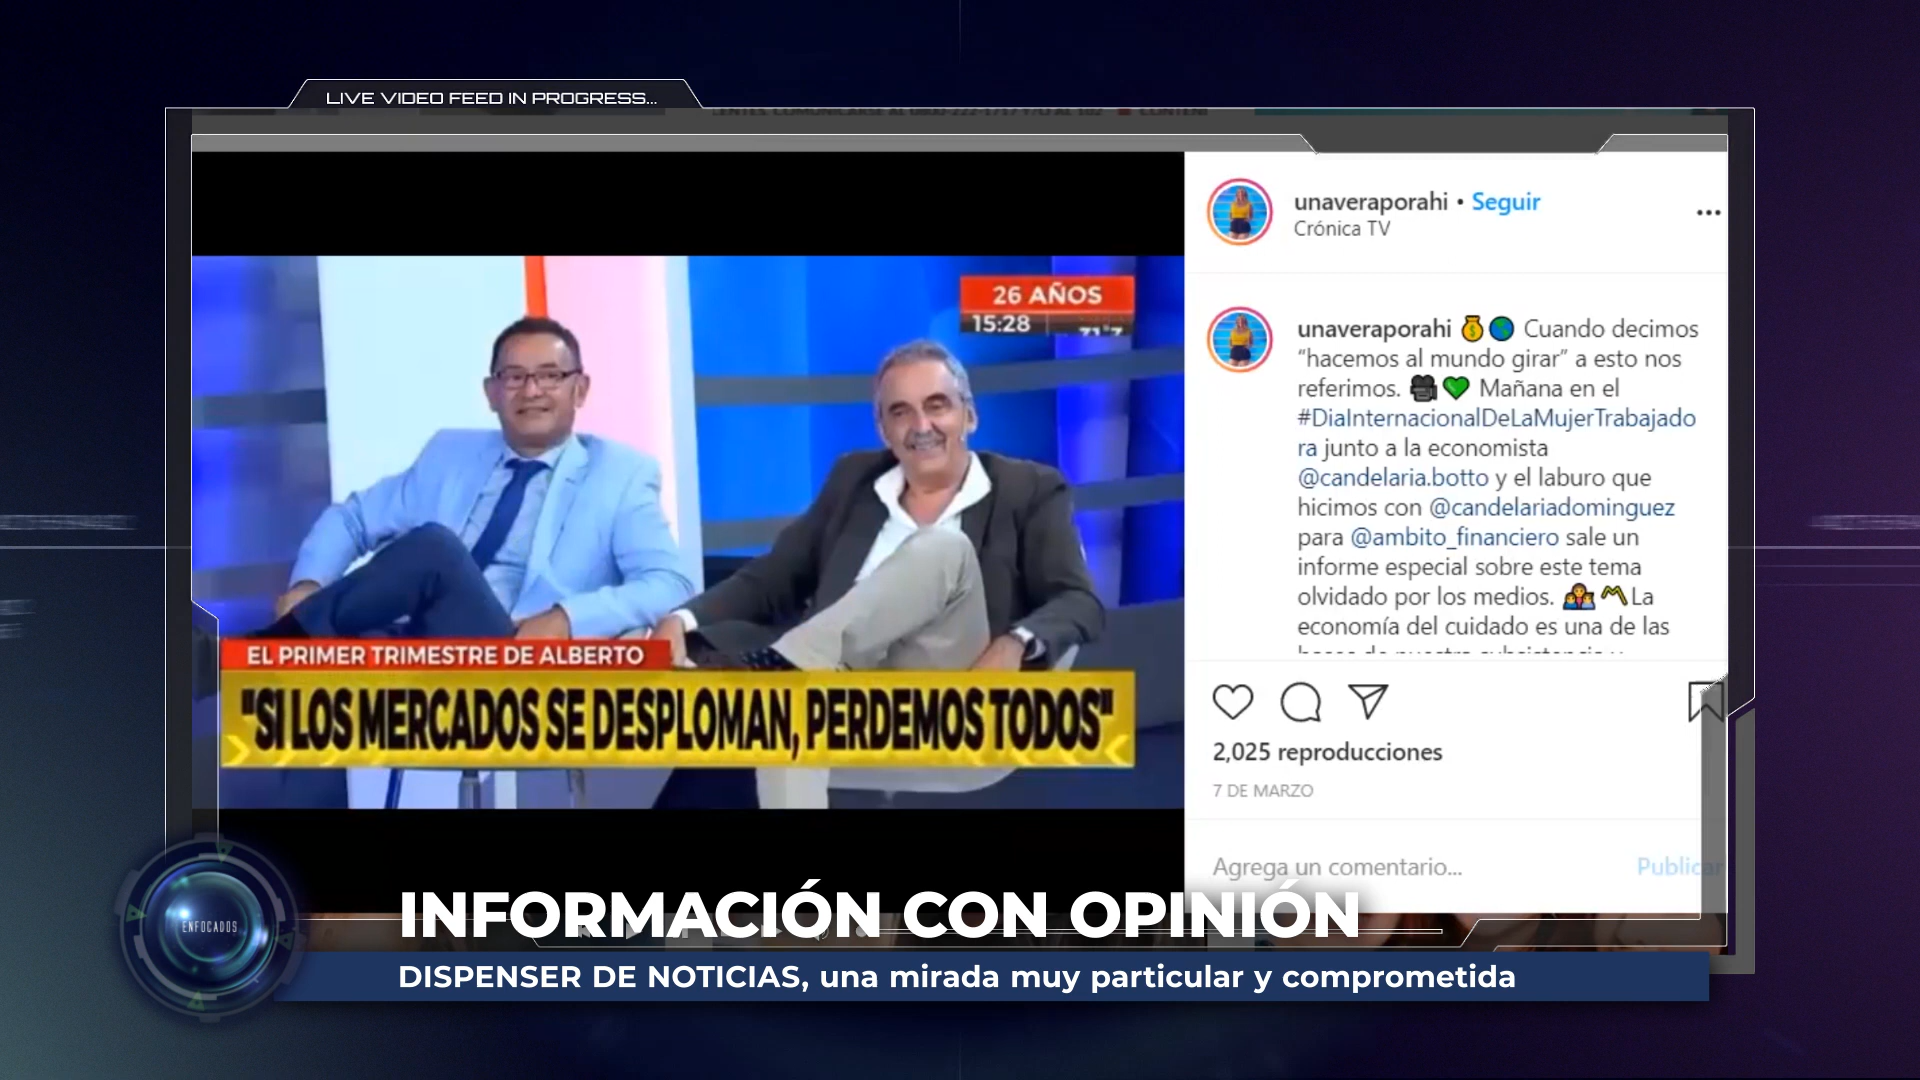 LIVE VIDEO FEED IN PROGRESS...
26 AÑOS
15:28
EL PRIMER TRIMESTRE DE ALBERTO
"SI LOS MERCADOS SE DESPLOMAN, PERDEMOS TODOS"
unaveraporahi • Seguir
Crónica TV
unaveraporahi 💰🌎 Cuando decimos
“hacemos al mundo girar” a esto nos
referimos. 🎥💚 Mañana en el
#DiaInternacionalDeLaMujerTrabajado
ra junto a la economista
@candelaria.botto y el laburo que
hicimos con @candelariadominguez
para @ambito_financiero sale un
informe especial sobre este tema
olvidado por los medios. 👩‍👧‍👦〽️La
economía del cuidado es una de las
2,025 reproducciones
7 DE MARZO
Agrega un comentario...
Publicar
ENFOCADOS
INFORMACIÓN CON OPINIÓN
DISPENSER DE NOTICIAS, una mirada muy particular y comprometida